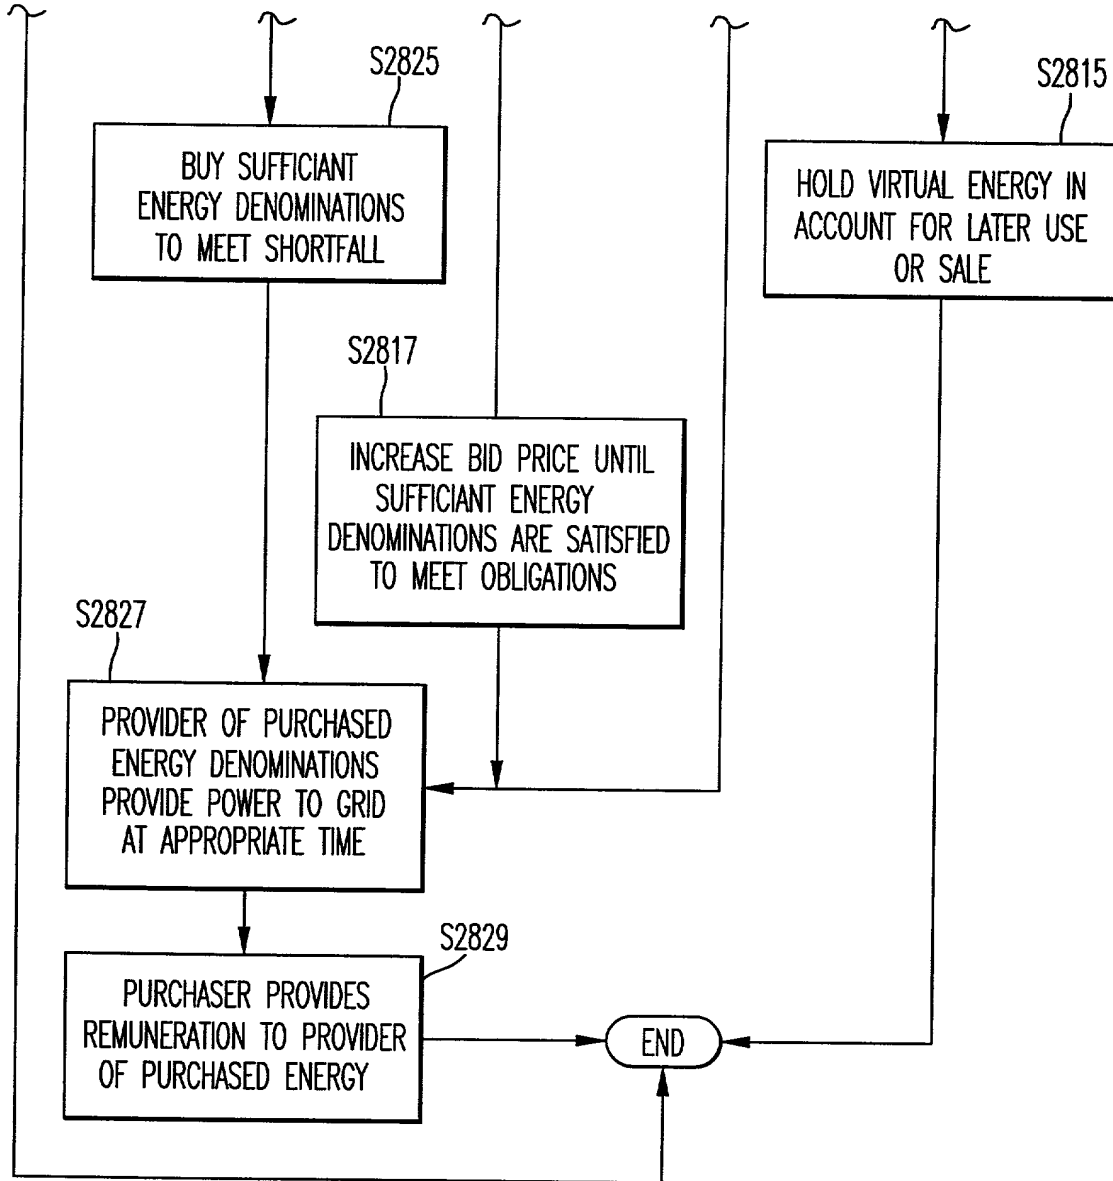 S2825
BUY SUFFICIANT
ENERGY DENOMINATIONS
TO MEET SHORTFALL
S2815
HOLD VIRTUAL ENERGY IN
ACCOUNT FOR LATER USE
OR SALE
S2817
INCREASE BID PRICE UNTIL
SUFFICIANT ENERGY
DENOMINATIONS ARE SATISFIED
TO MEET OBLIGATIONS
S2827
PROVIDER OF PURCHASED
ENERGY DENOMINATIONS
PROVIDE POWER TO GRID
AT APPROPRIATE TIME
S2829
PURCHASER PROVIDES
REMUNERATION TO PROVIDER
OF PURCHASED ENERGY
END